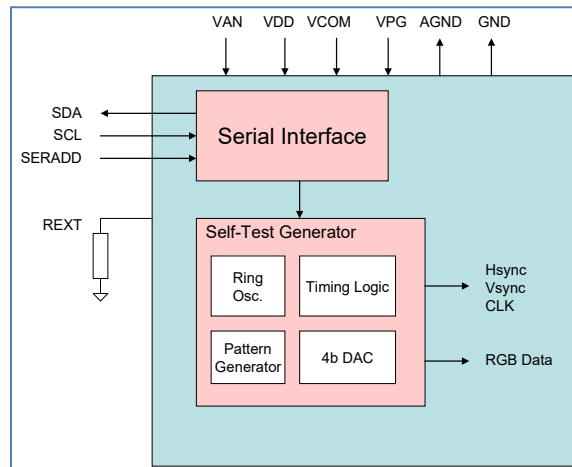 VAN VDD VCOM VPG AGND GND
SDA
SCL
SERADD
Serial Interface
REXT
Self-Test Generator
Ring
Osc.
Timing Logic
Pattern
Generator
4b DAC
Hsync
Vsync
CLK
RGB Data